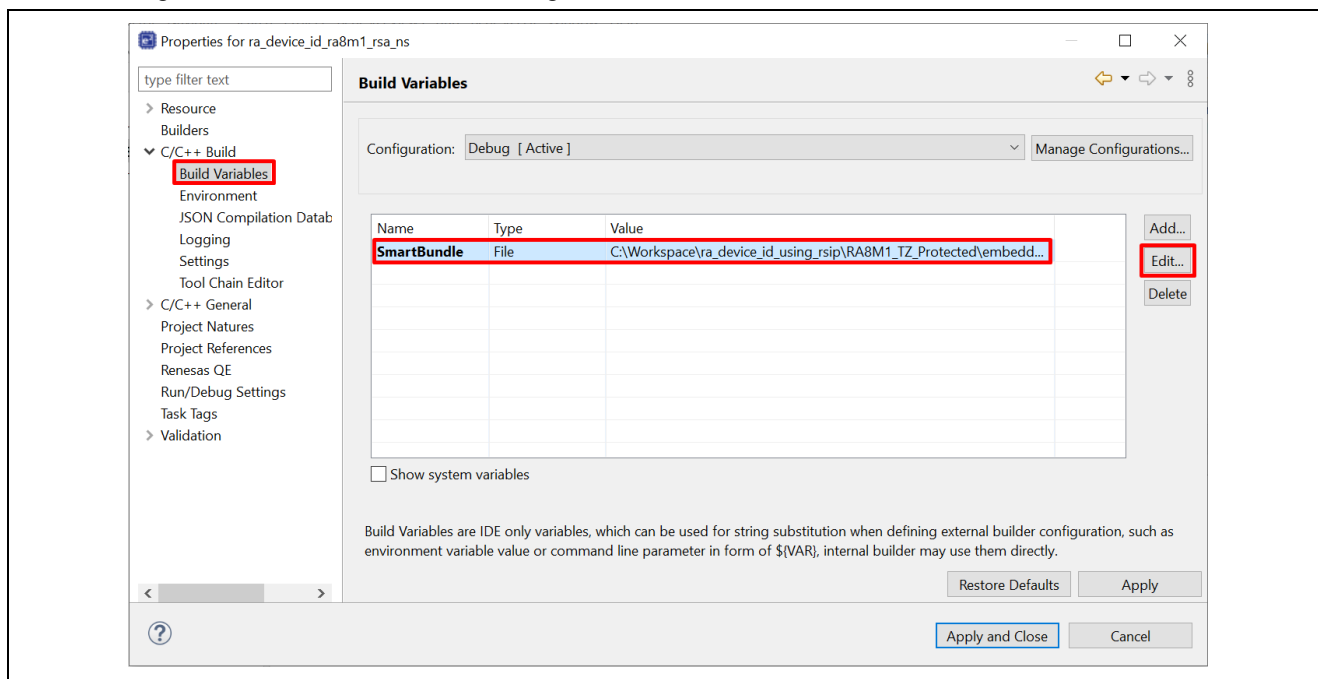 Properties for ra_device_id_ra8m1_rsa_ns
type filter text
Build Variables
Resource
Builders
C/C++ Build
Build Variables
Environment
JSON Compilation Datab
Logging
Settings
Tool Chain Editor
C/C++ General
Project Natures
Project References
Renesas QE
Run/Debug Settings
Task Tags
Validation
Configuration: Debug [ Active ] Manage Configurations...
Name Type Value
SmartBundle File C:\Workspace\ra_device_id_using_rsip\RA8M1_TZ_Protected\embedd...
Add...
Edit...
Delete
Show system variables
Build Variables are IDE only variables, which can be used for string substitution when defining external builder configuration, such as
environment variable value or command line parameter in form of ${VAR}, internal builder may use them directly.
Restore Defaults Apply
Apply and Close Cancel